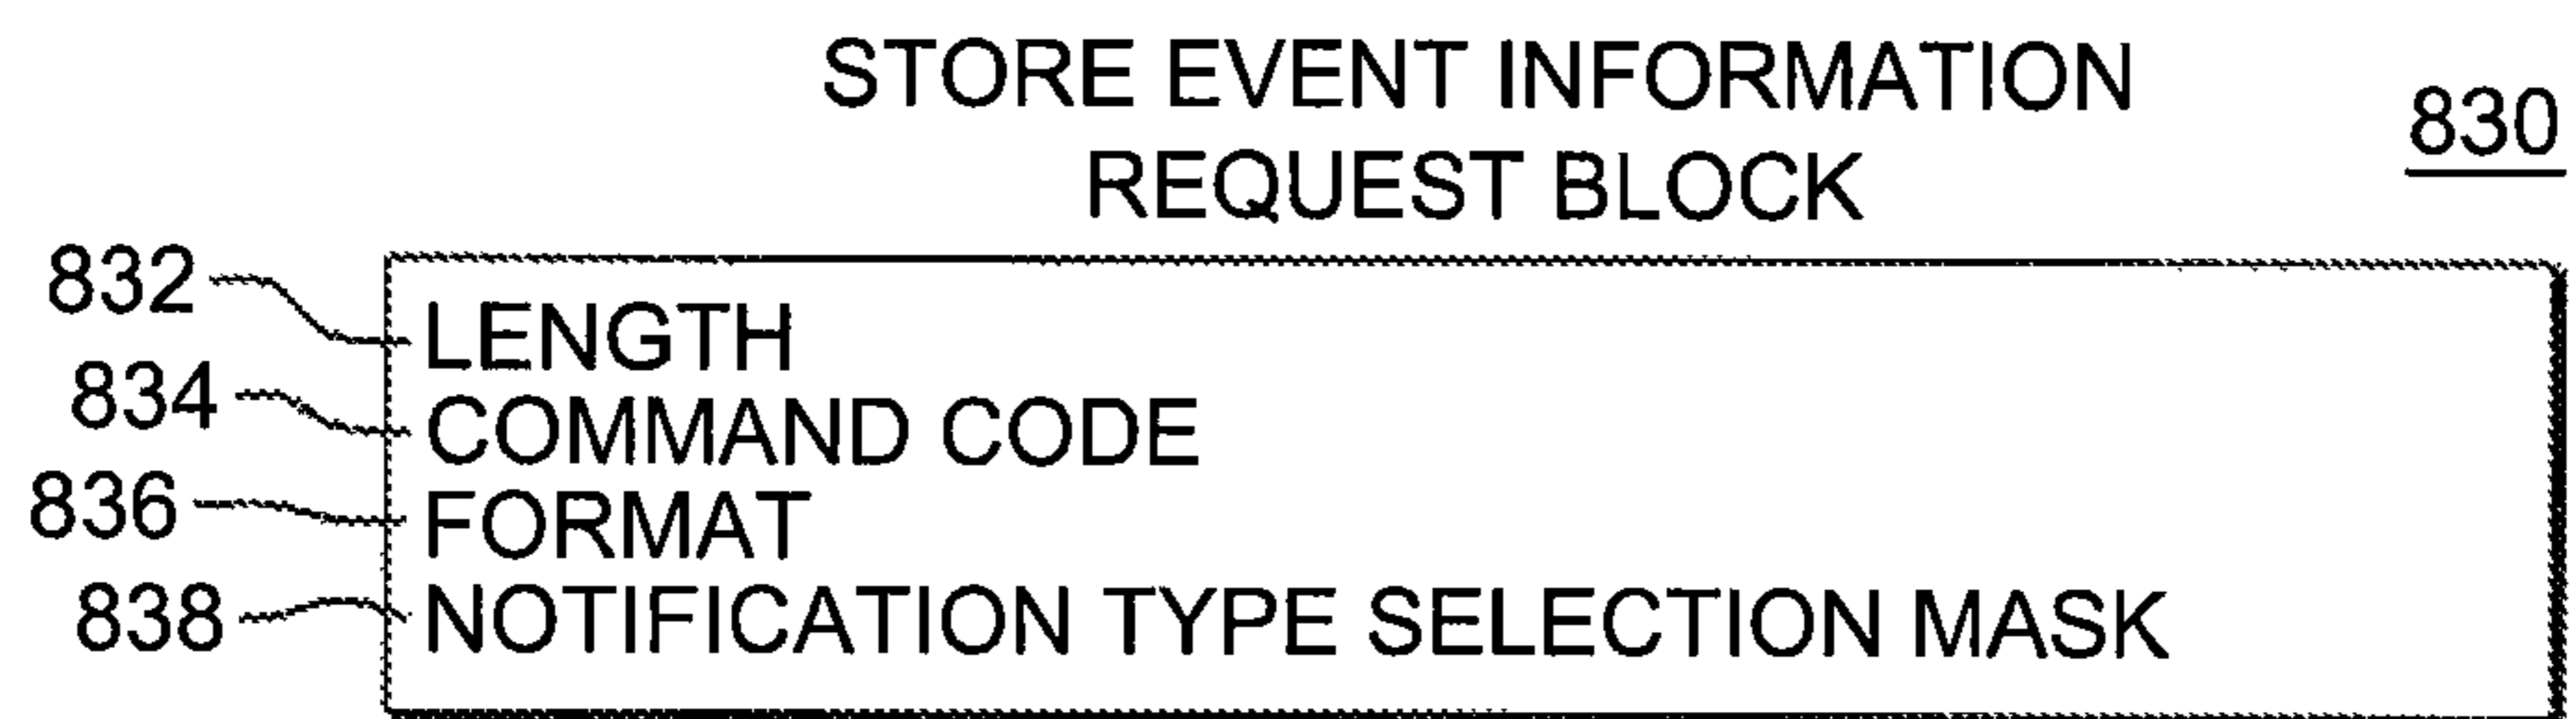 STORE EVENT INFORMATION
REQUEST BLOCK
830
832 LENGTH
834 COMMAND CODE
836 FORMAT
838 NOTIFICATION TYPE SELECTION MASK